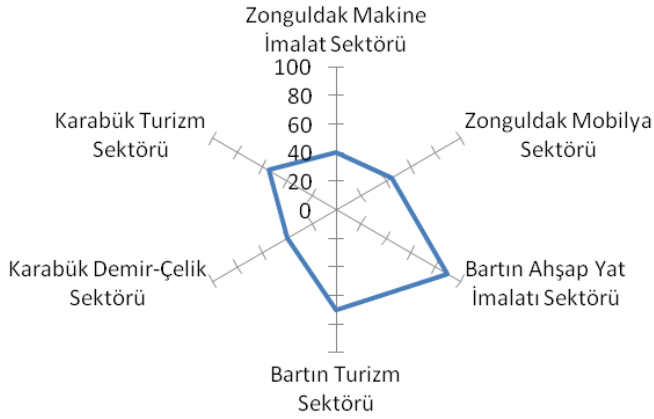 Zonguldak Makine
İmalat Sektörü
100
80
60
40
20
0
Karabük Turizm
Sektörü
Zonguldak Mobilya
Sektörü
Karabük Demir-Çelik
Sektörü
Bartın Ahşap Yat
İmalatı Sektörü
Bartın Turizm
Sektörü